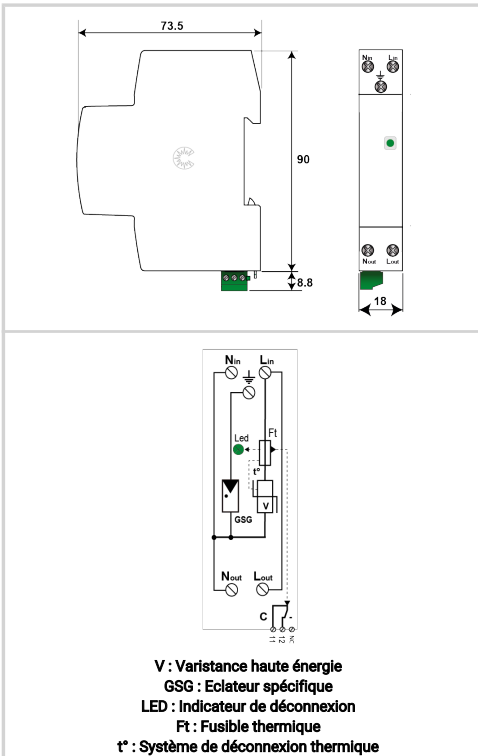 73.5
Nin Lin
90
8.8
Nout Lout
18
Nin Lin
Led Ft
t°
V
GSG
Nout Lout
C -
11 12 NC
V : Varistance haute énergie
GSG : Eclateur spécifique
LED : Indicateur de déconnexion
Ft : Fusible thermique
t° : Système de déconnexion thermique